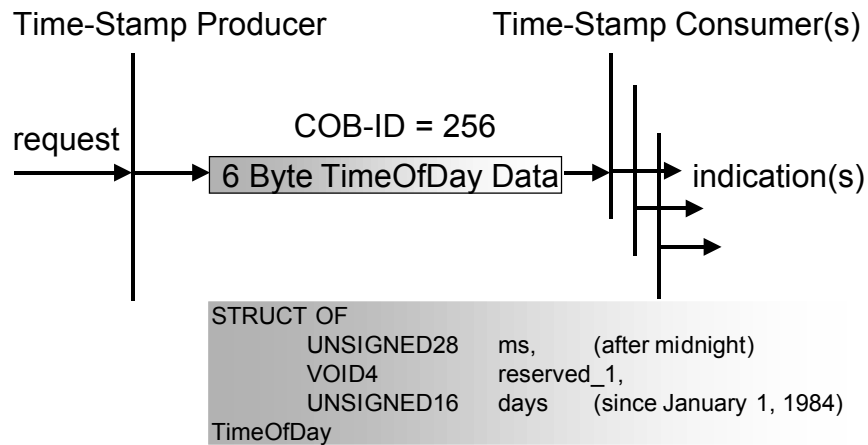 Time-Stamp Producer
Time-Stamp Consumer(s)
COB-ID = 256
request
6 Byte TimeOfDay Data
indication(s)
STRUCT OF
UNSIGNED28 ms, (after midnight)
VOID4 reserved_1,
UNSIGNED16 days (since January 1, 1984)
TimeOfDay